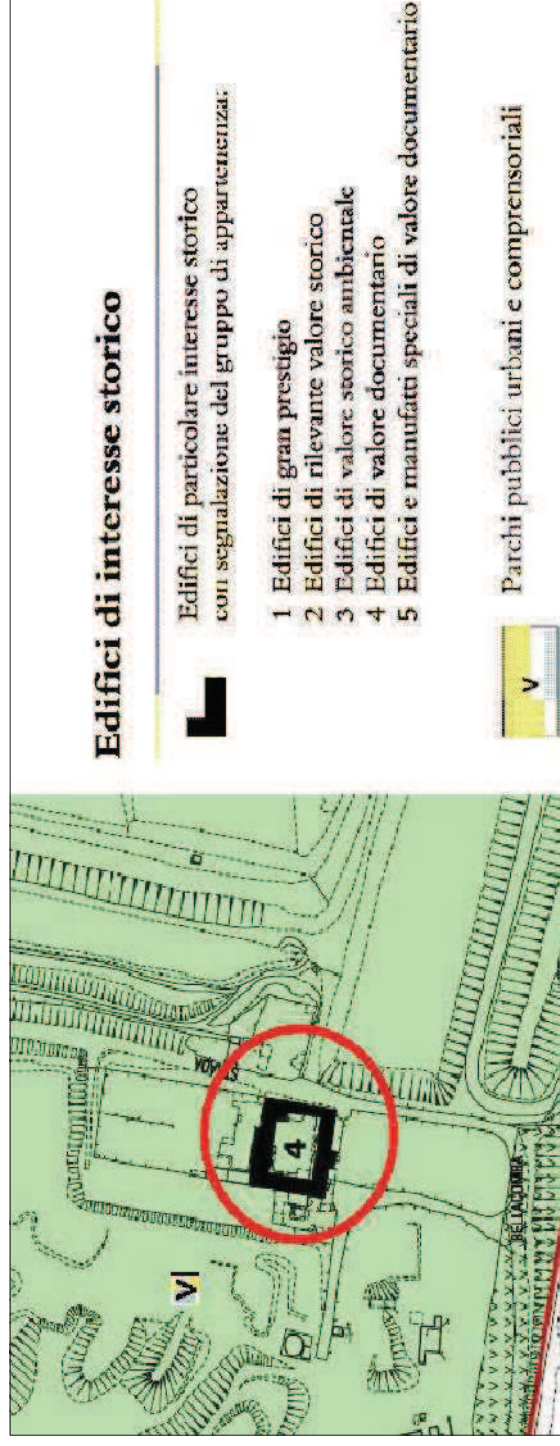 Edifici di interesse storico
Edifici di particolare interesse storico
con segnalazione del gruppo di appartenenza:
1 Edifici di gran prestigio
2 Edifici di rilevante valore storico
3 Edifici di valore storico ambientale
4 Edifici di valore documentario
5 Edifici e manufatti speciali di valore documentario
V
Parchi pubblici urbani e comprensoriali
V
STRADA
4
BELLACOMBA